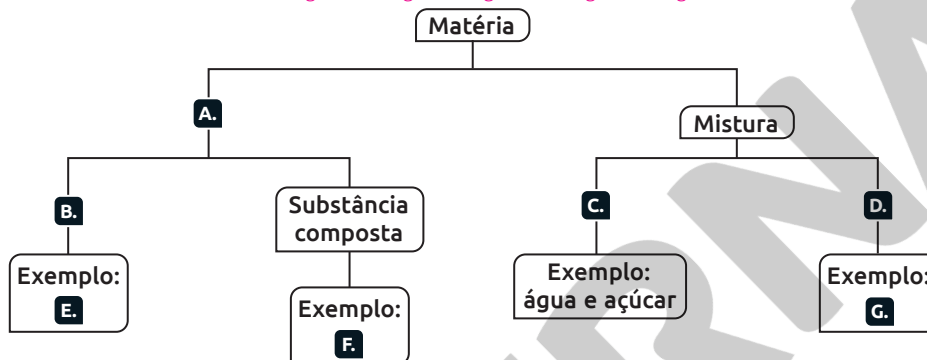 Matéria
A.
Mistura
B.
Substância
composta
C.
D.
Exemplo:
E.
Exemplo:
F.
Exemplo:
água e açúcar
Exemplo:
G.